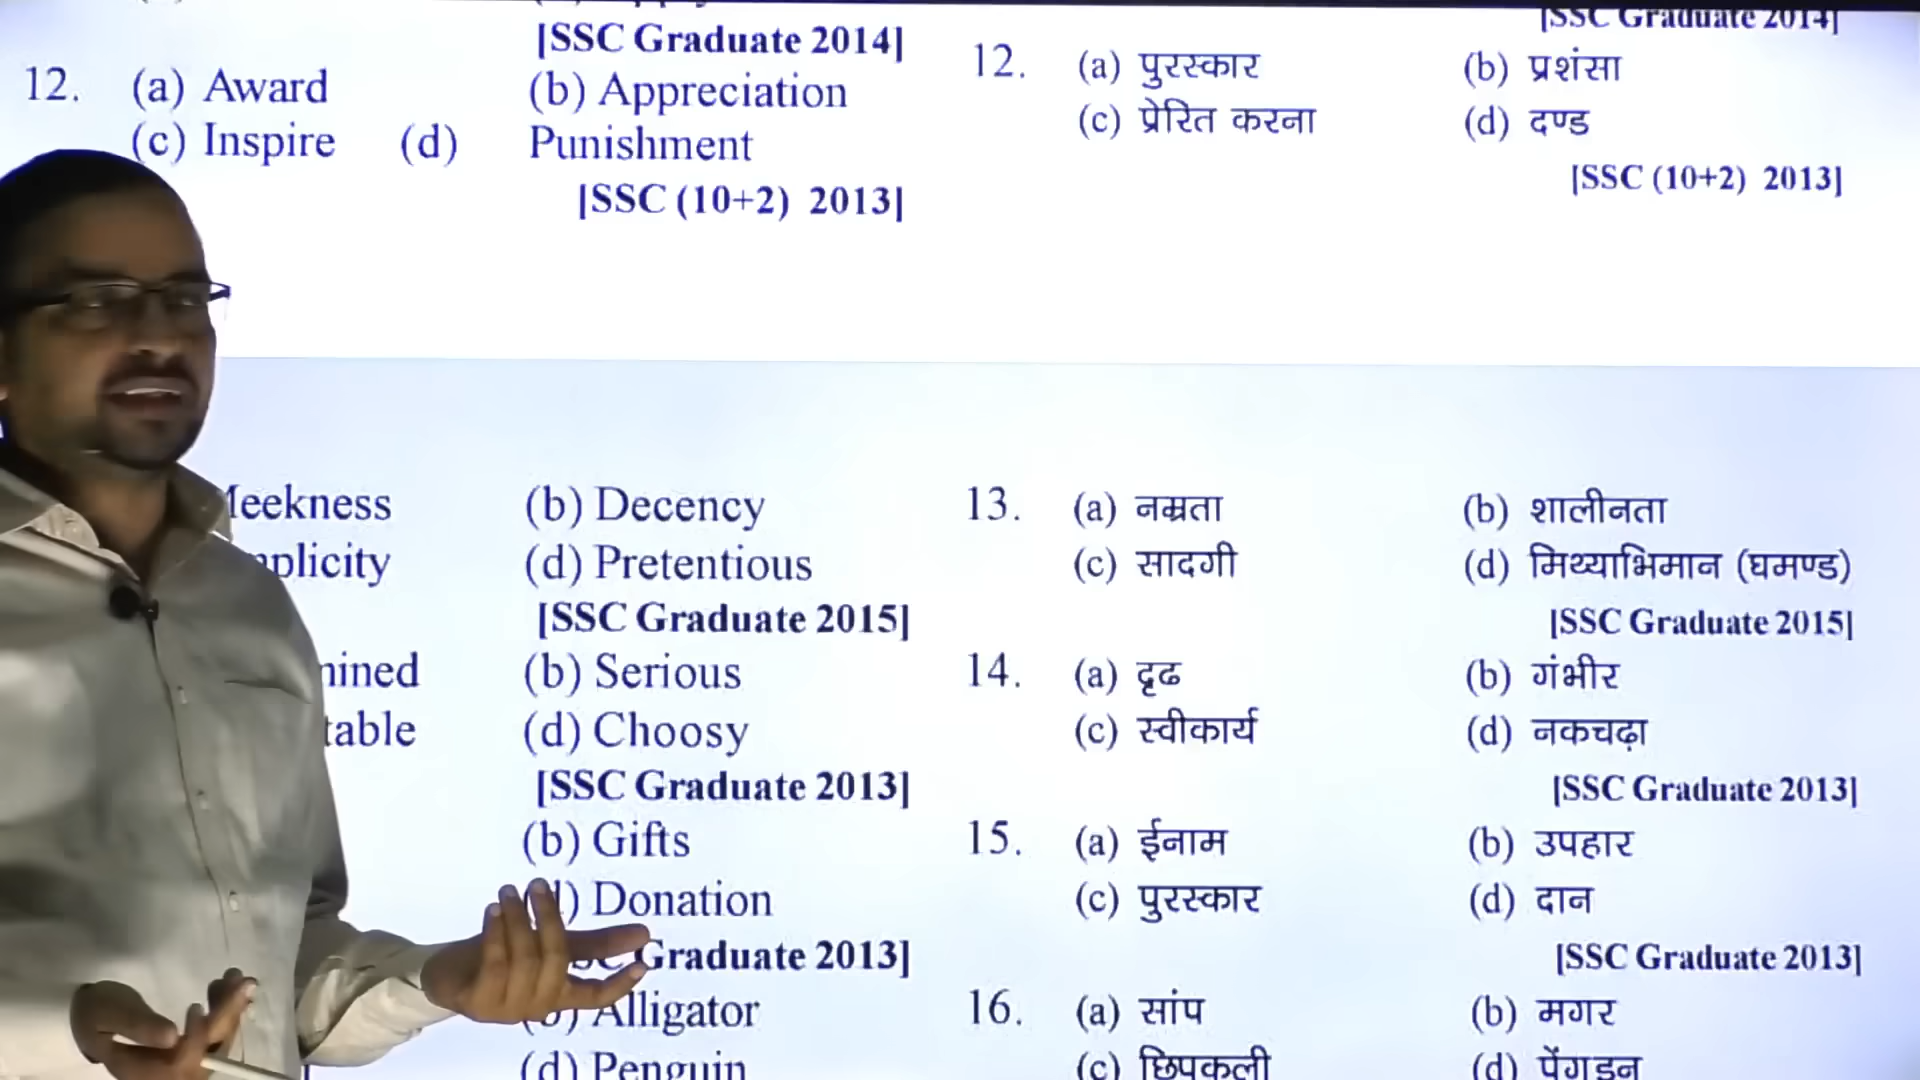 [SSC Graduate 2014]
12. (a) Award (b) Appreciation
(c) Inspire (d) Punishment
[SSC (10+2) 2013]
(b) Decency
(d) Pretentious
[SSC Graduate 2015]
(b) Serious
(d) Choosy
[SSC Graduate 2013]
(b) Gifts
Donation
Graduate 2013]
Alligator
(d) Penguin
[SSC Graduate 2014]
12. (a) पुरस्कार (b) प्रशंसा
(c) प्रेरित करना (d) दण्ड
[SSC (10+2) 2013]
13. (a) नम्रता (b) शालीनता
(c) सादगी (d) मिथ्याभिमान (घमण्ड)
[SSC Graduate 2015]
14. (a) दृढ (b) गंभीर
(c) स्वीकार्य (d) नकचढ़ा
[SSC Graduate 2013]
15. (a) ईनाम (b) उपहार
(c) पुरस्कार (d) दान
[SSC Graduate 2013]
16. (a) सांप (b) मगर
(c) छिपकली (d) पेंगुइन